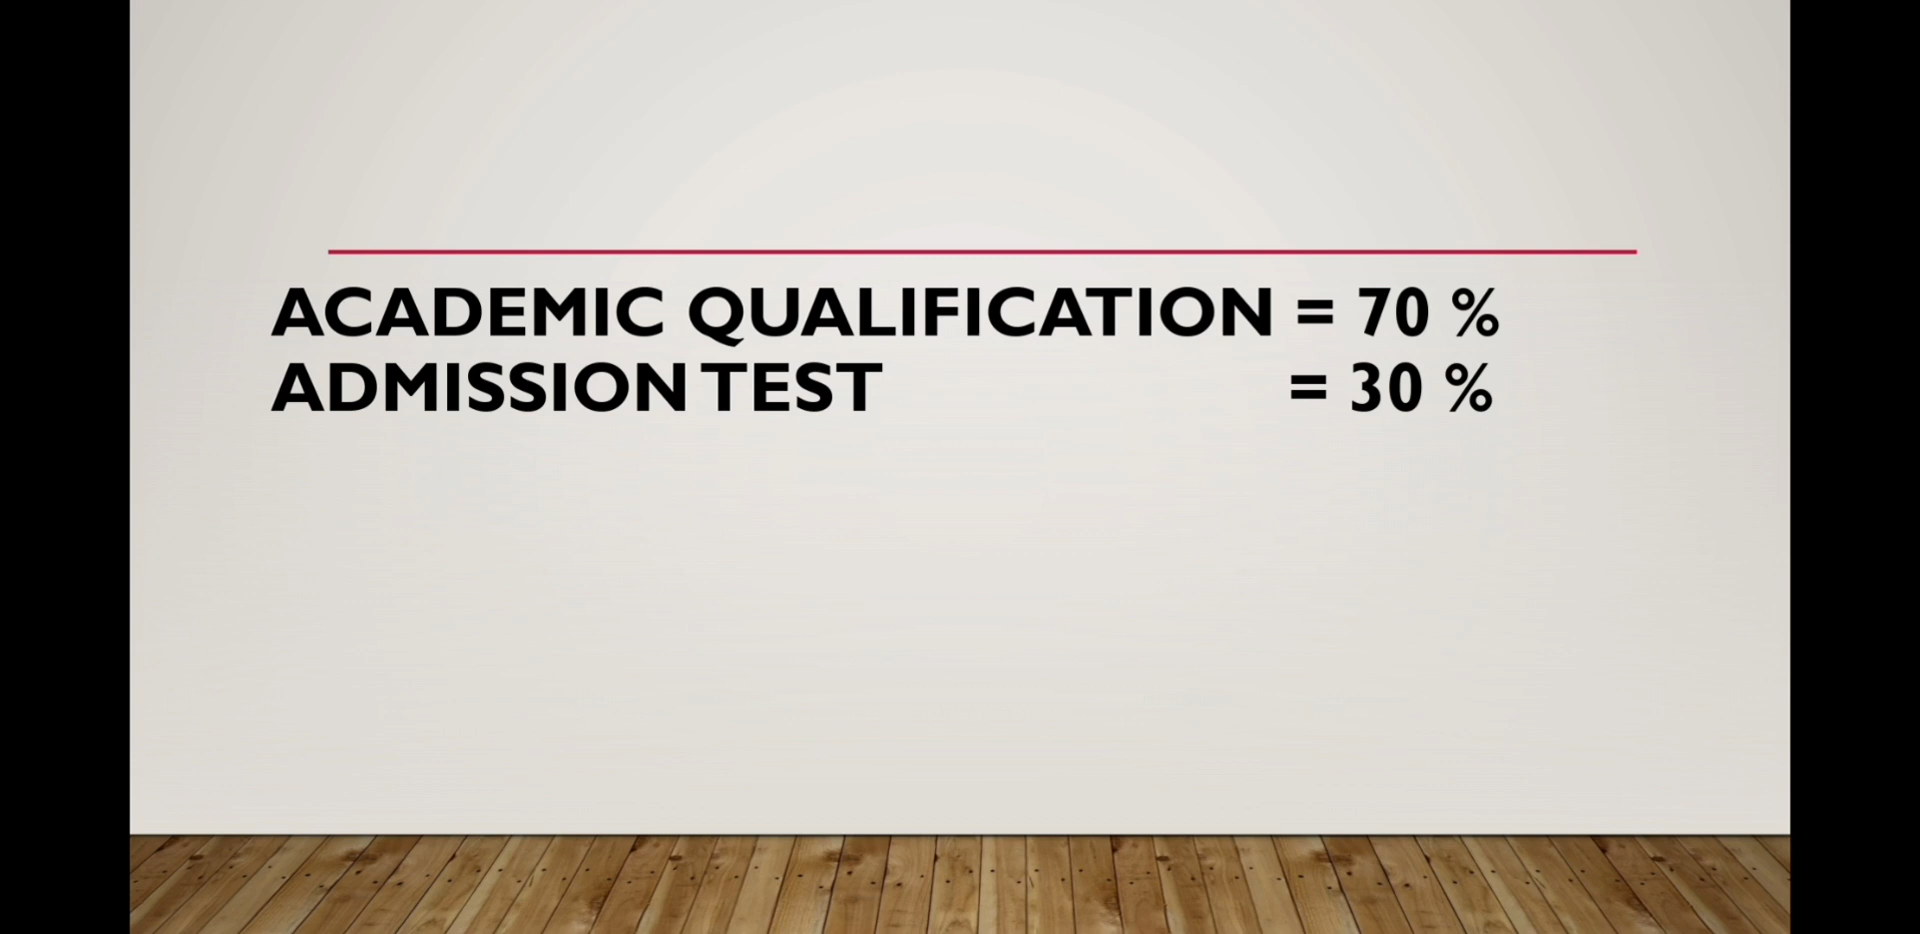 ACADEMIC QUALIFICATION = 70 %
ADMISSION TEST = 30 %